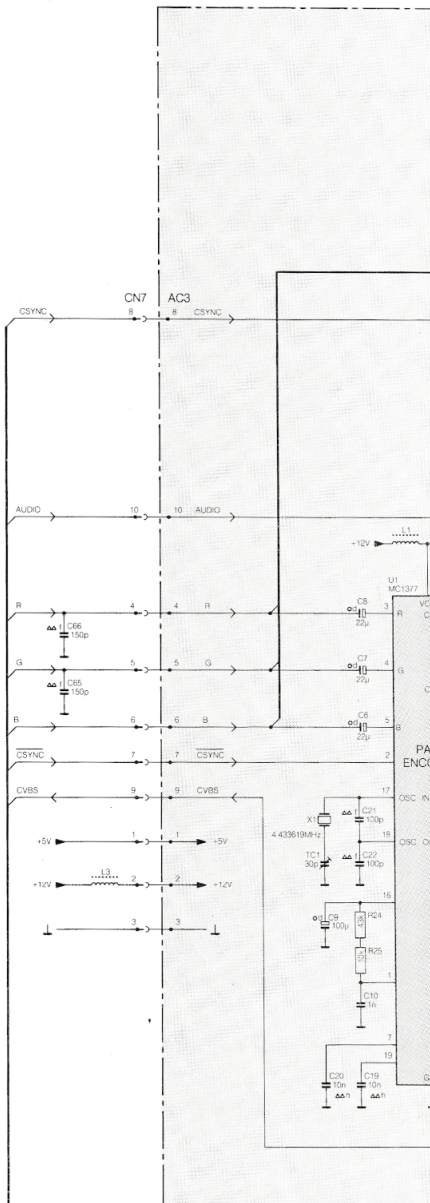 CN7 AC3
CSYNC 8 8 CSYNC
AUDIO 10 10 AUDIO
+12V L1
U1
MC1377
R 4 4 R C8 22µ 3 R
C66
150p
G 5 5 G C7 22µ 4 G
C65
150p
B 6 6 B C6 22µ 5 B
CSYNC 7 7 CSYNC 2
PA
ENCO
CVBS 9 9 CVBS 17 OSC IN
X1
4 433619MHz
C21
100p
+5V 1 1 +5V
18 OSC O
TC1
30p
C22
100p
+12V L3 2 2 +12V
16
C9
100µ
R24
43k
3 3
R25
10k
1
C10
1n
7
19
C20
10n
C19
10n
G